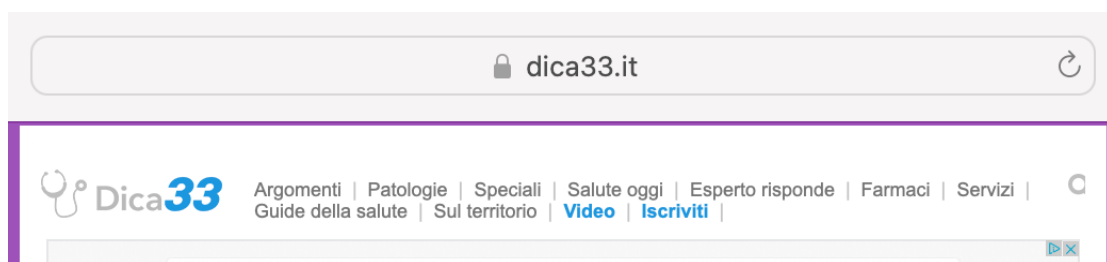 dica33.it
Dica33
Argomenti | Patologie | Speciali | Salute oggi | Esperto risponde | Farmaci | Servizi |
Guide della salute | Sul territorio | Video | Iscriviti |